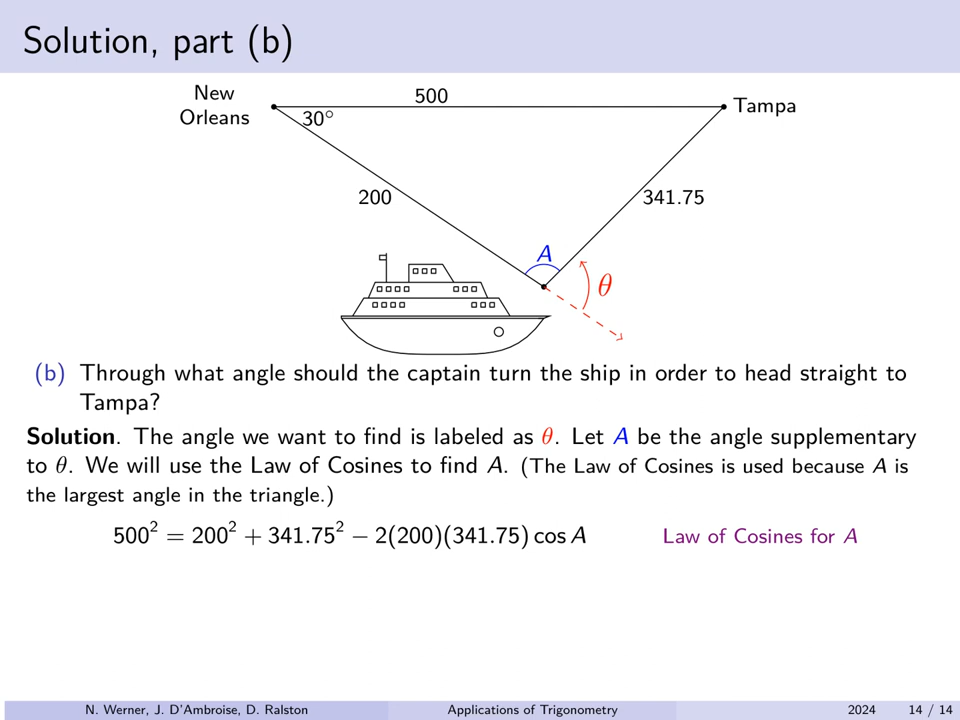 Solution, part (b)
New
Orleans
500
Tampa
30°
200
341.75
A
θ
(b) Through what angle should the captain turn the ship in order to head straight to
Tampa?
Solution. The angle we want to find is labeled as θ. Let A be the angle supplementary
to θ. We will use the Law of Cosines to find A. (The Law of Cosines is used because A is
the largest angle in the triangle.)
500² = 200² + 341.75² − 2(200)(341.75) cos A Law of Cosines for A
N. Werner, J. D'Ambroise, D. Ralston Applications of Trigonometry 2024 14 / 14